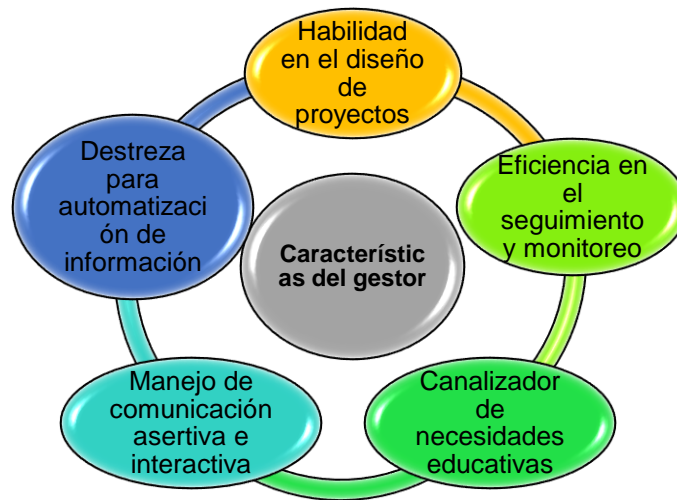 Habilidad
en el diseño
de
proyectos
Eficiencia en
el
seguimiento
y monitoreo
Canalizador
de
necesidades
educativas
Manejo de
comunicación
asertiva e
interactiva
Destreza
para
automatizaci
ón de
información
Característic
as del gestor